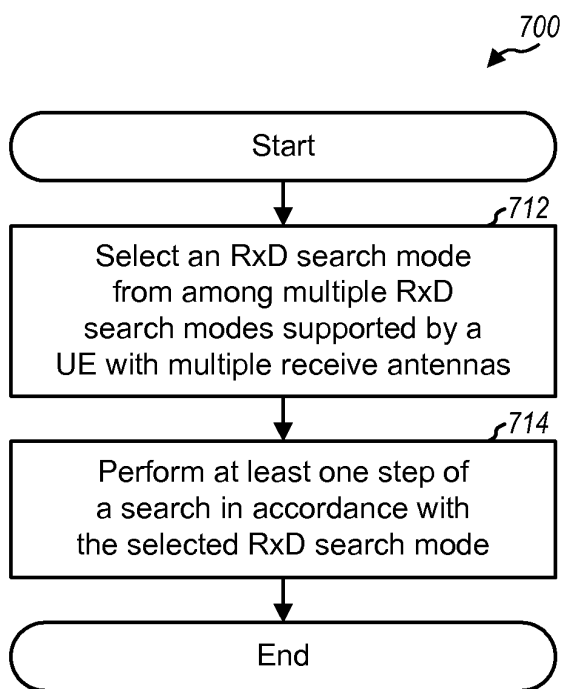 700
Start
712
Select an RxD search mode
from among multiple RxD
search modes supported by a
UE with multiple receive antennas
714
Perform at least one step of
a search in accordance with
the selected RxD search mode
End